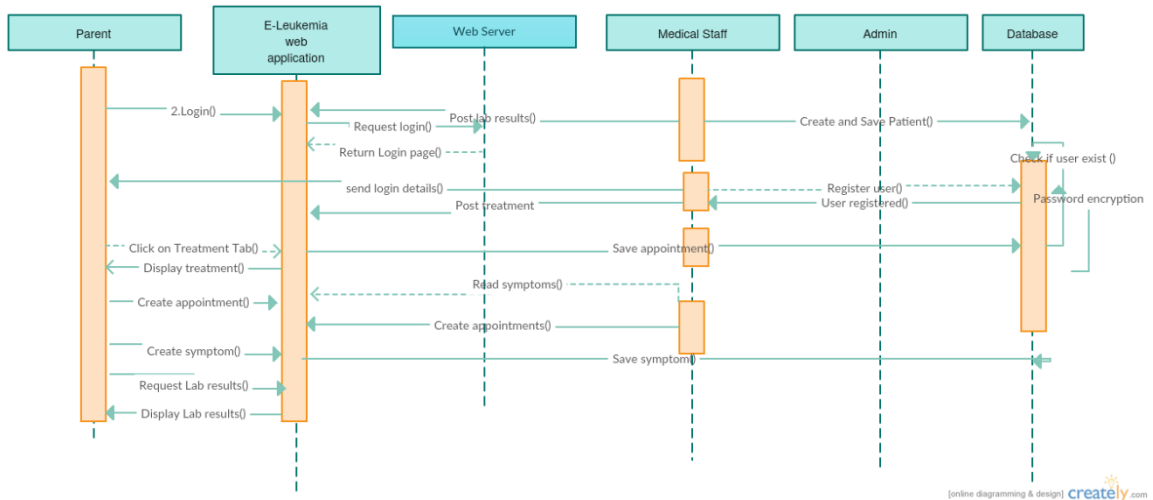 Parent
E-Leukemia
web
application
Web Server
Medical Staff
Admin
Database
2.Login()
Post lab results()
Request login()
Create and Save Patient()
Return Login page()
Check if user exist ()
send login details()
Register user()
Post treatment
User registered()
Password encryption
Click on Treatment Tab()
Save appointment()
Display treatment()
Read symptoms()
Create appointment()
Create appointments()
Create symptom()
Save symptom()
Request Lab results()
Display Lab results()
[online diagramming & design] creately.com